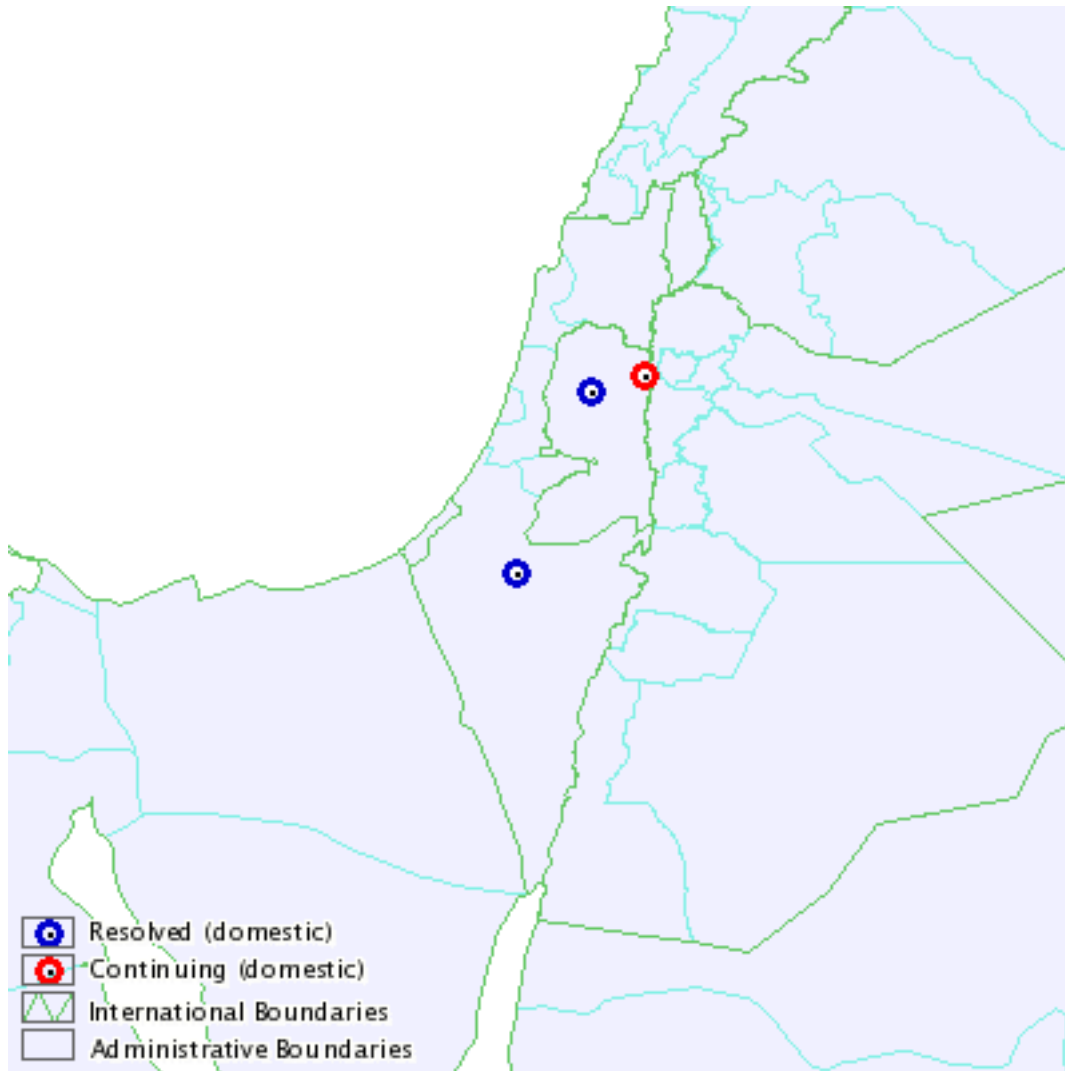 Resolved (domestic)
Continuing (domestic)
International Boundaries
Administrative Boundaries